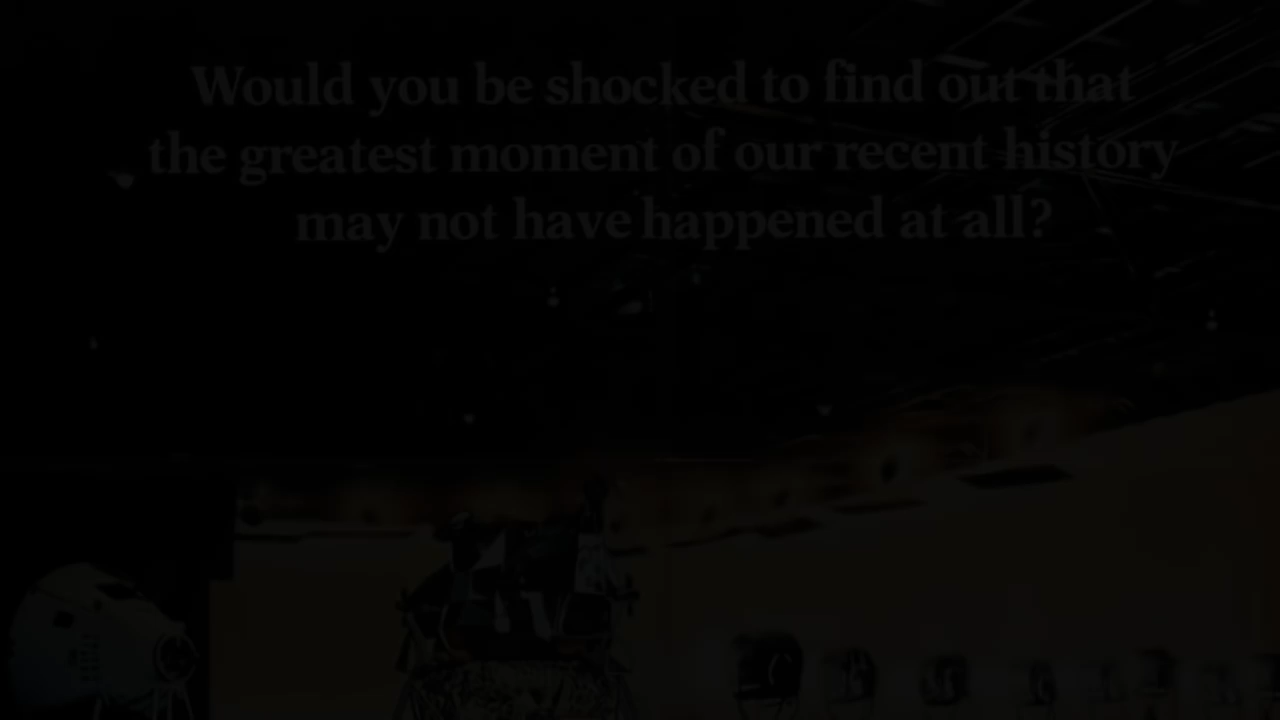 Would you be shocked to find out that
the greatest moment of our recent history
may not have happened at all?